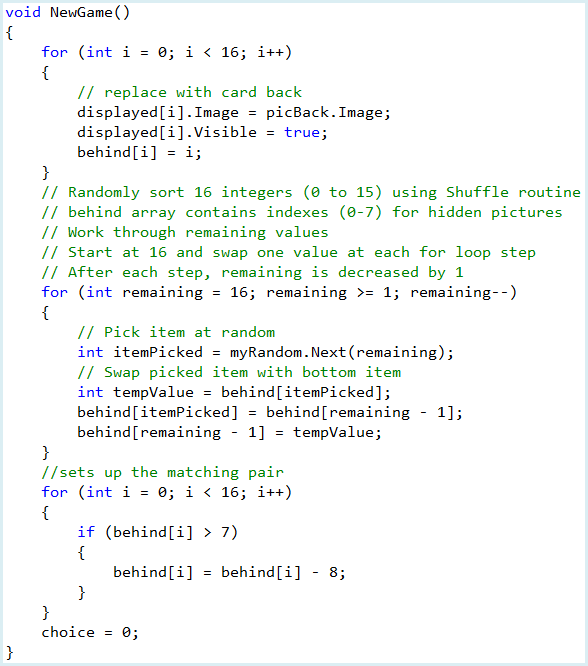 void NewGame()
{
    for (int i = 0; i < 16; i++)
    {
        // replace with card back
        displayed[i].Image = picBack.Image;
        displayed[i].Visible = true;
        behind[i] = i;
    }
    // Randomly sort 16 integers (0 to 15) using Shuffle routine
    // behind array contains indexes (0-7) for hidden pictures
    // Work through remaining values
    // Start at 16 and swap one value at each for loop step
    // After each step, remaining is decreased by 1
    for (int remaining = 16; remaining >= 1; remaining--)
    {
        // Pick item at random
        int itemPicked = myRandom.Next(remaining);
        // Swap picked item with bottom item
        int tempValue = behind[itemPicked];
        behind[itemPicked] = behind[remaining - 1];
        behind[remaining - 1] = tempValue;
    }
    //sets up the matching pair
    for (int i = 0; i < 16; i++)
    {
        if (behind[i] > 7)
        {
            behind[i] = behind[i] - 8;
        }
    }
    choice = 0;
}